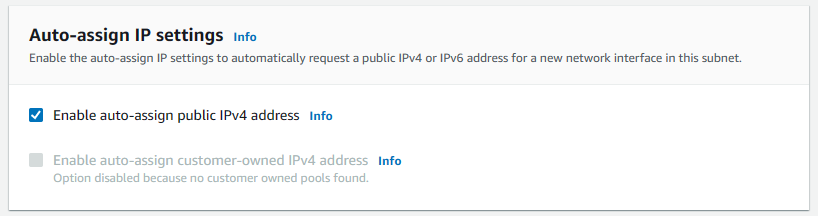 Auto-assign IP settings Info
Enable the auto-assign IP settings to automatically request a public IPv4 or IPv6 address for a new network interface in this subnet.
Enable auto-assign public IPv4 address Info
Enable auto-assign customer-owned IPv4 address Info
Option disabled because no customer owned pools found.